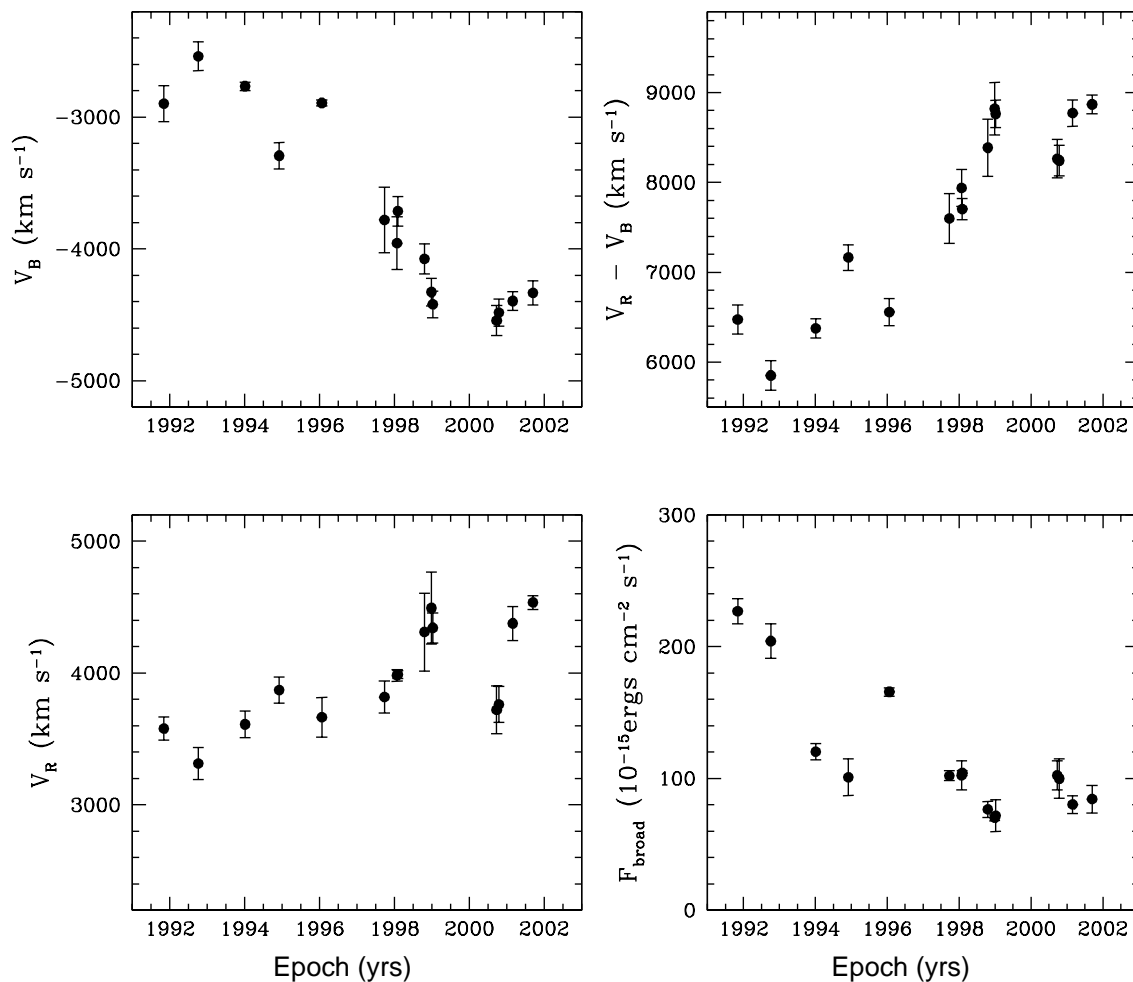 V_B (km s⁻¹)
-3000
-4000
-5000
1992 1994 1996 1998 2000 2002
V_R − V_B (km s⁻¹)
9000
8000
7000
6000
1992 1994 1996 1998 2000 2002
V_R (km s⁻¹)
5000
4000
3000
1992 1994 1996 1998 2000 2002
Epoch (yrs)
F_broad (10⁻¹⁵ergs cm⁻² s⁻¹)
300
200
100
0
1992 1994 1996 1998 2000 2002
Epoch (yrs)